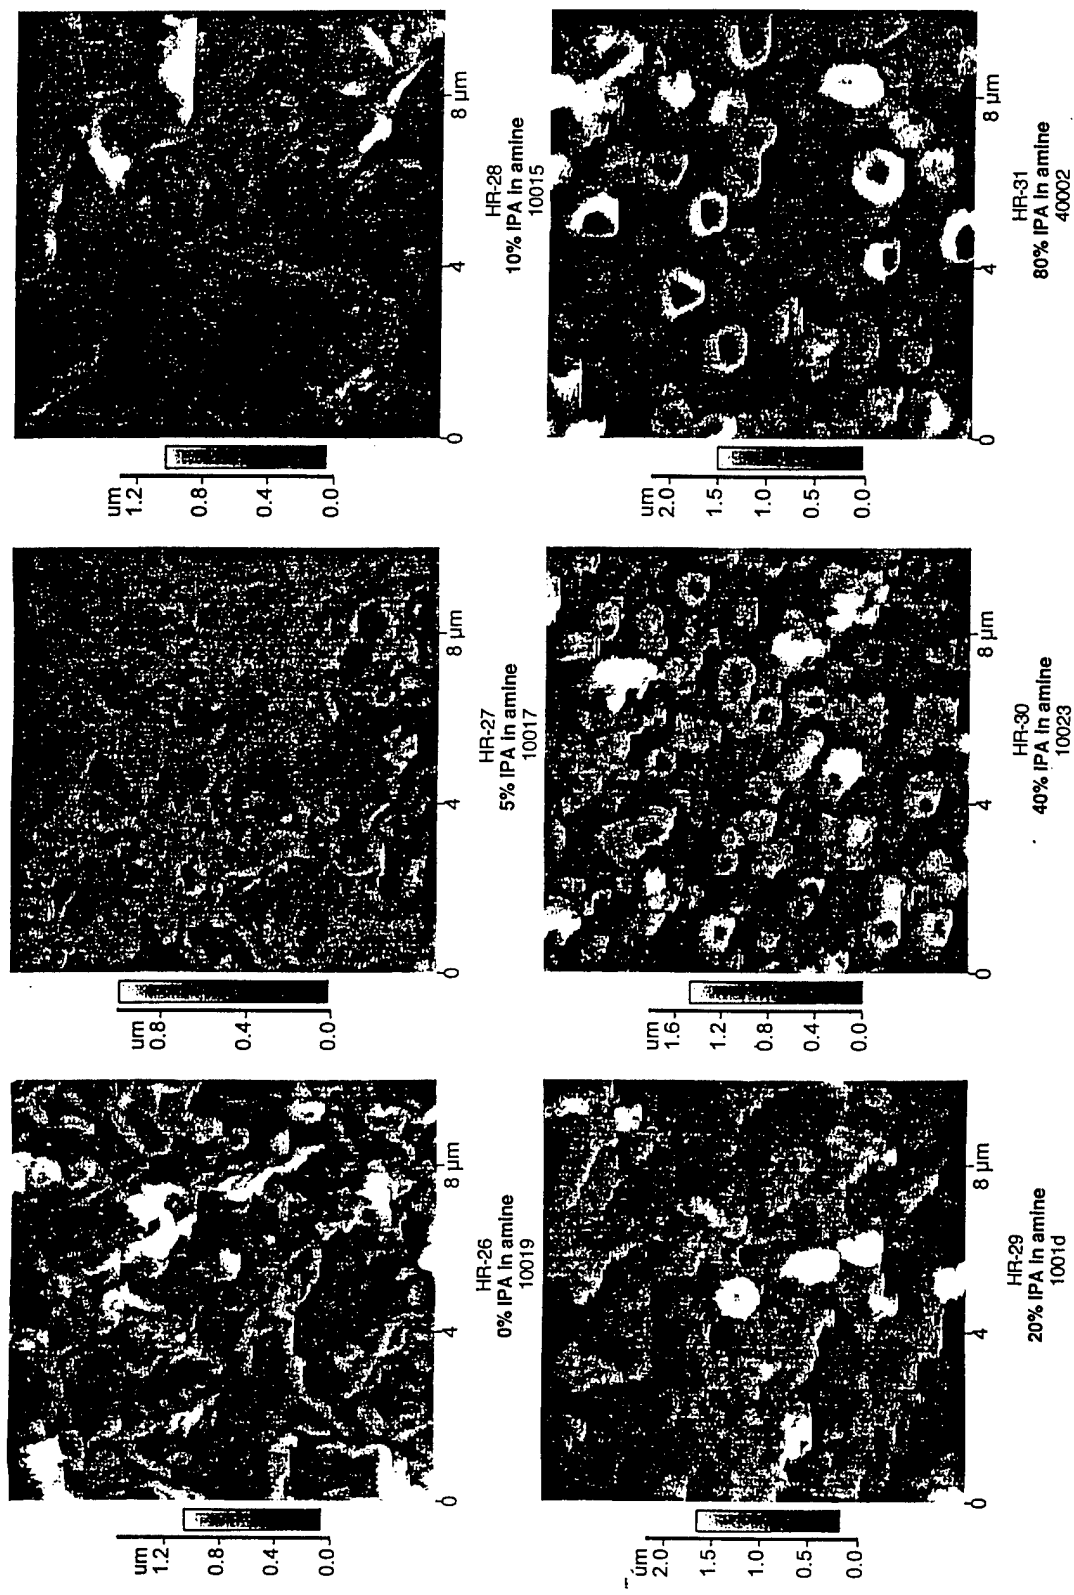 um
1.2
0.8
0.4
0.0
0 4 8 µm
HR-26
0% IPA in amine
10019
um
0.8
0.4
0.0
0 4 8 µm
HR-27
5% IPA in amine
10017
um
1.2
0.8
0.4
0.0
0 4 8 µm
HR-28
10% IPA in amine
10015
um
2.0
1.5
1.0
0.5
0.0
0 4 8 µm
HR-29
20% IPA in amine
1001d
um
1.6
1.2
0.8
0.4
0.0
0 4 8 µm
HR-30
40% IPA in amine
10023
um
2.0
1.5
1.0
0.5
0.0
0 4 8 µm
HR-31
80% IPA in amine
40002